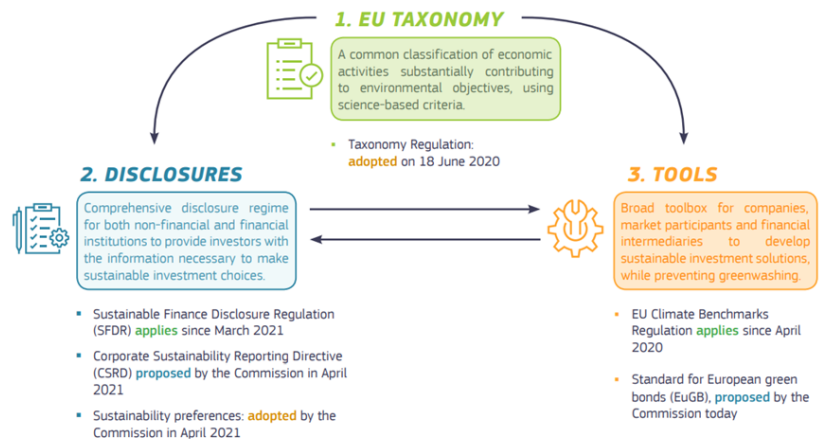 1. EU TAXONOMY
A common classification of economic
activities substantially contributing
to environmental objectives, using
science-based criteria.
▪ Taxonomy Regulation:
adopted on 18 June 2020
2. DISCLOSURES
Comprehensive disclosure regime
for both non-financial and financial
institutions to provide investors with
the information necessary to make
sustainable investment choices.
▪ Sustainable Finance Disclosure Regulation
(SFDR) applies since March 2021
▪ Corporate Sustainability Reporting Directive
(CSRD) proposed by the Commission in April
2021
▪ Sustainability preferences: adopted by the
Commission in April 2021
3. TOOLS
Broad toolbox for companies,
market participants and financial
intermediaries to develop
sustainable investment solutions,
while preventing greenwashing.
▪ EU Climate Benchmarks
Regulation applies since April
2020
▪ Standard for European green
bonds (EuGB), proposed by the
Commission today